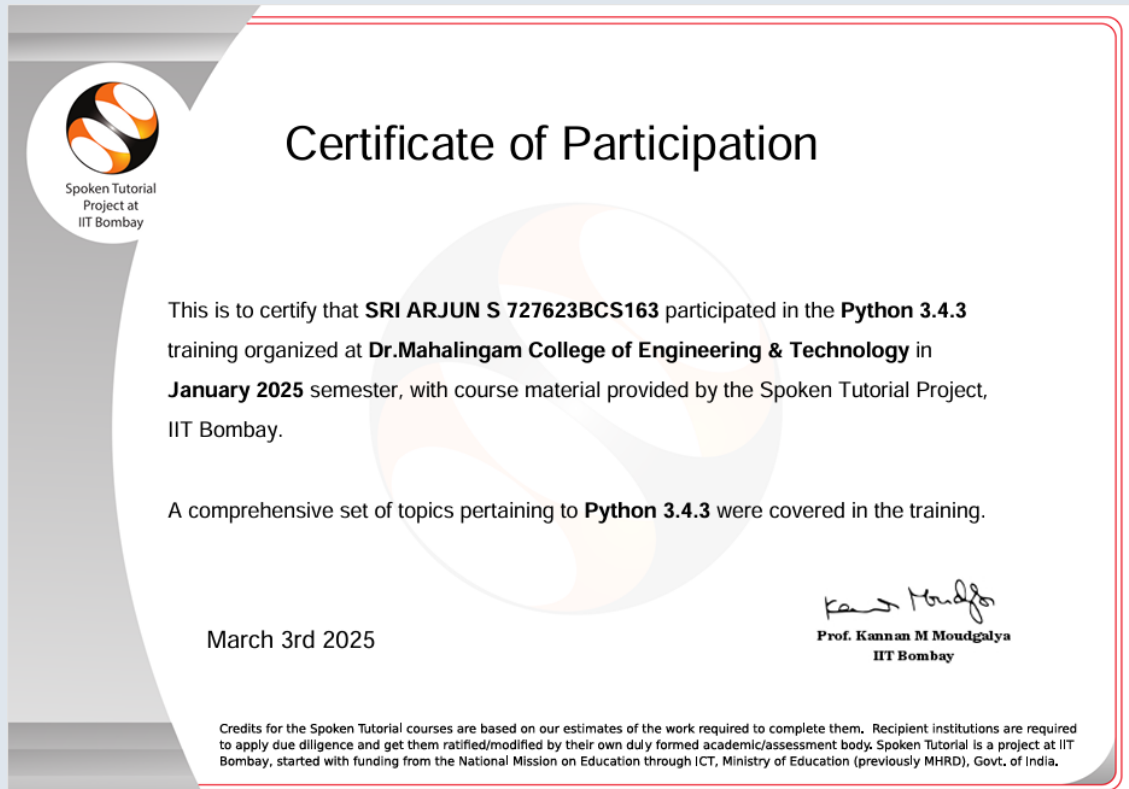 Spoken Tutorial
Project at
IIT Bombay
Certificate of Participation
This is to certify that SRI ARJUN S 727623BCS163 participated in the Python 3.4.3
training organized at Dr.Mahalingam College of Engineering & Technology in
January 2025 semester, with course material provided by the Spoken Tutorial Project,
IIT Bombay.
A comprehensive set of topics pertaining to Python 3.4.3 were covered in the training.
March 3rd 2025
Prof. Kannan M Moudgalya
IIT Bombay
Credits for the Spoken Tutorial courses are based on our estimates of the work required to complete them. Recipient institutions are required
to apply due diligence and get them ratified/modified by their own duly formed academic/assessment body. Spoken Tutorial is a project at IIT
Bombay, started with funding from the National Mission on Education through ICT, Ministry of Education (previously MHRD), Govt. of India.